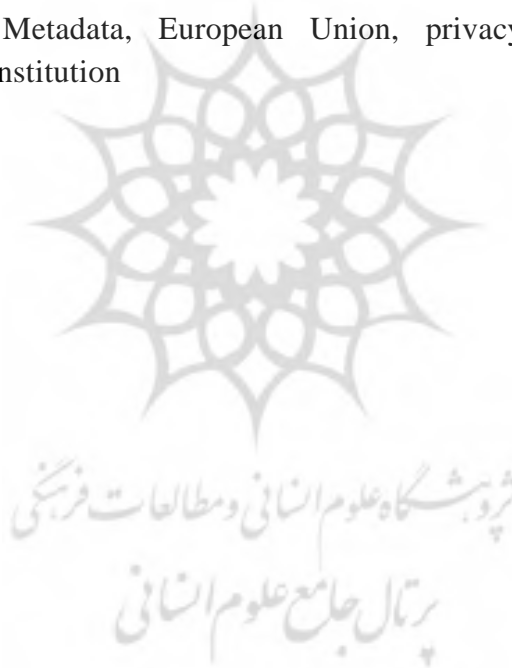 Metadata, European Union, privacy
nstitution
پژوهشگاه علوم انسانی و مطالعات فرهنگی
پرتال جامع علوم انسانی